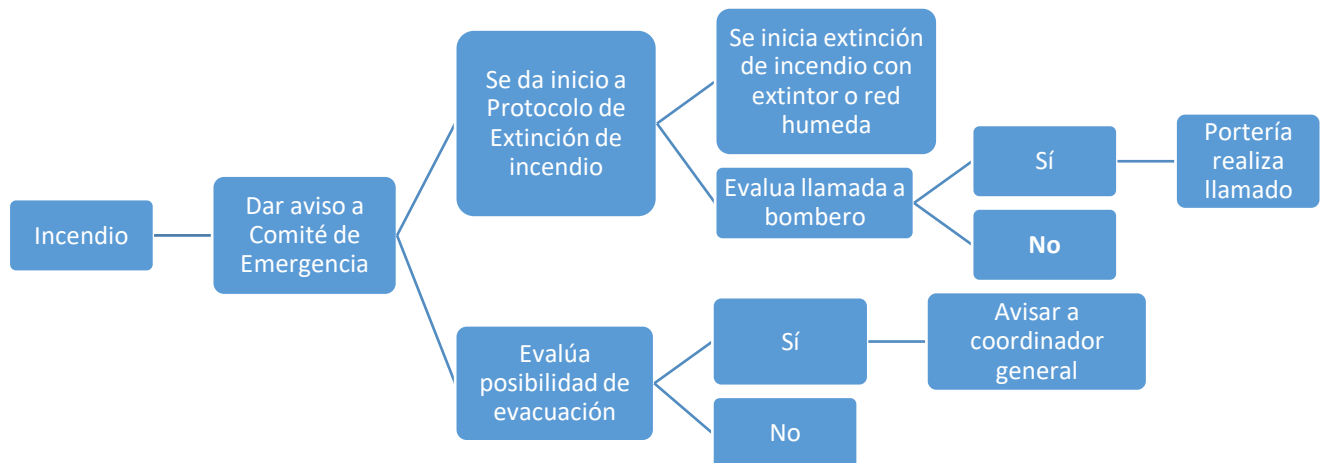 Incendio
Dar aviso a
Comité de
Emergencia
Se da inicio a
Protocolo de
Extinción de
incendio
Se inicia extinción
de incendio con
extintor o red
humeda
Evalua llamada a
bombero
Sí
Portería
realiza
llamado
No
Evalúa
posibilidad de
evacuación
Sí
Avisar a
coordinador
general
No